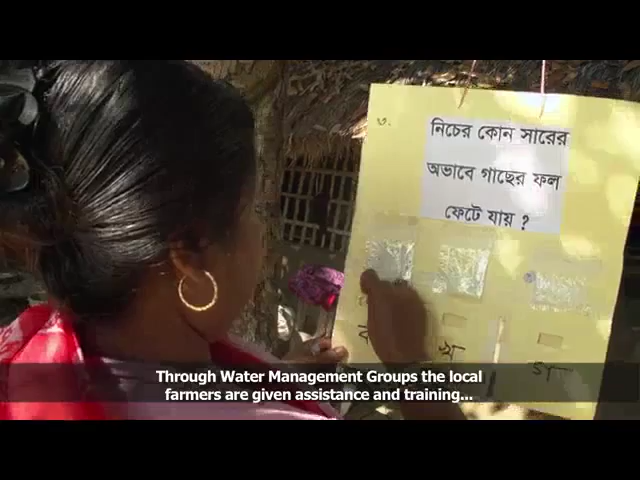 ৩.
নিচের কোন সারের
অভাবে গাছের ফল
ফেটে যায় ?
ক
খ
গ
Through Water Management Groups the local
farmers are given assistance and training...